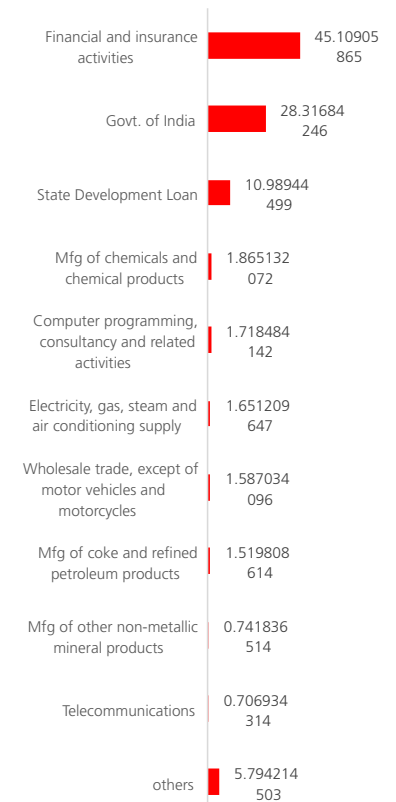 Financial and insurance
activities
45.10905
865
Govt. of India
28.31684
246
State Development Loan
10.98944
499
Mfg of chemicals and
chemical products
1.865132
072
Computer programming,
consultancy and related
activities
1.718484
142
Electricity, gas, steam and
air conditioning supply
1.651209
647
Wholesale trade, except of
motor vehicles and
motorcycles
1.587034
096
Mfg of coke and refined
petroleum products
1.519808
614
Mfg of other non-metallic
mineral products
0.741836
514
Telecommunications
0.706934
314
others
5.794214
503